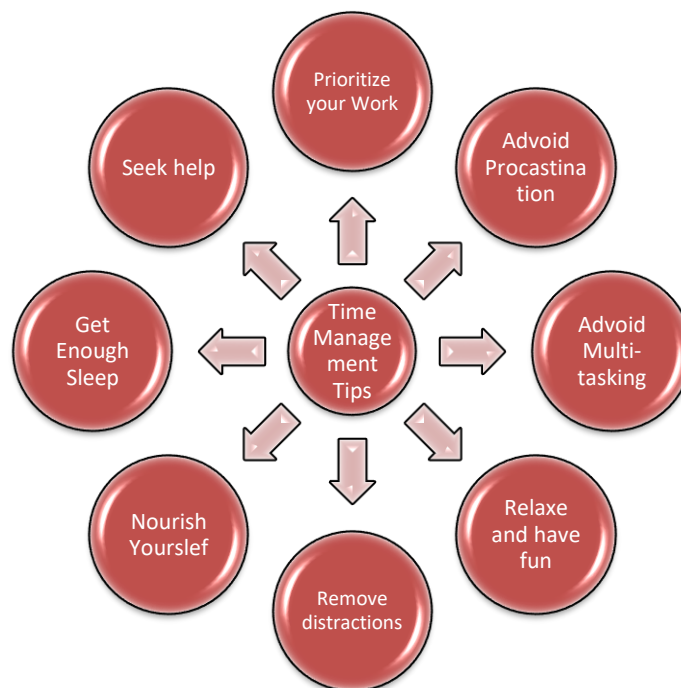 Prioritize
your Work
Advoid
Procastina
tion
Advoid
Multi-
tasking
Relaxe
and have
fun
Remove
distractions
Nourish
Yourslef
Get
Enough
Sleep
Seek help
Time
Manage
ment
Tips